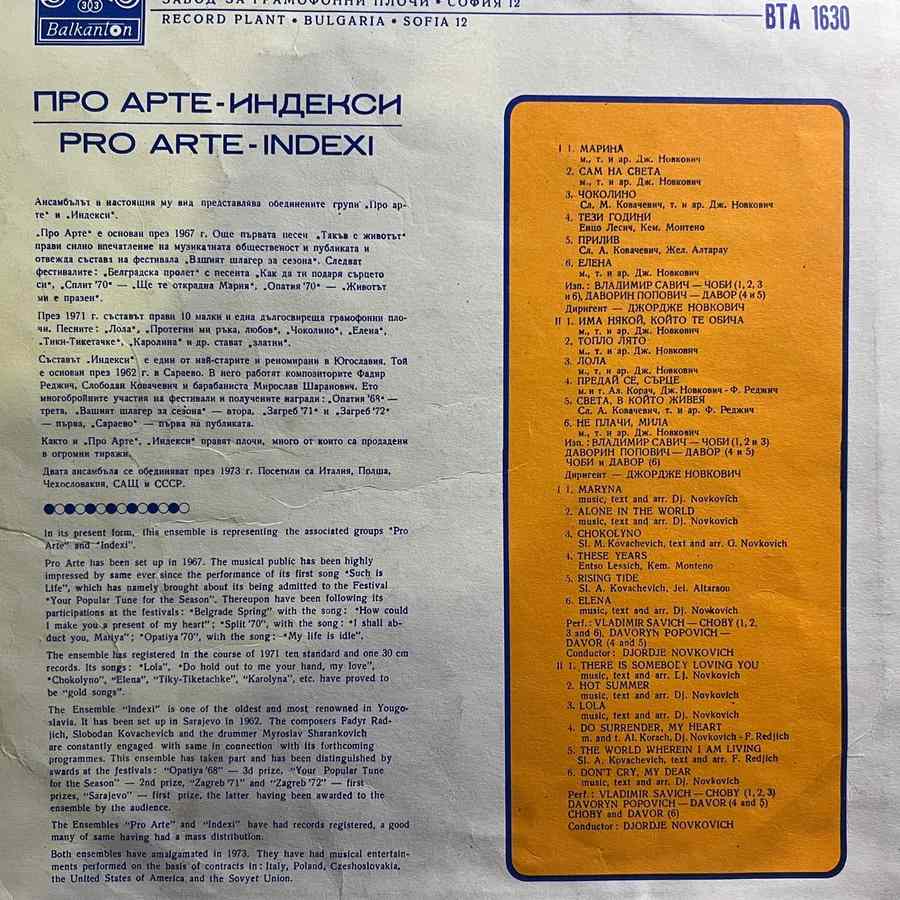 ЗАВОД ЗА ГРАМОФОННИ ПЛОЧИ • СОФИЯ 12
RECORD PLANT • BULGARIA • SOFIA 12
303
Balkanton
ВТА 1630
ПРО АРТЕ-ИНДЕКСИ
PRO ARTE-INDEXI
Ансамбълът в настоящия му вид представлява обединените групи „Про ар-
те" и „Индекси".
„Про Арте" е основан през 1967 г. Още първата песен „Такъв е животът"
прави силно впечатление на музикалната общественост и публиката и
отвежда състава на фестивала „Вашият шлагер за сезона". Следват
фестивалите: „Белградска пролет" с песента „Как да ти подаря сърцето
си", „Сплит '70" — „Ще те открадна Мария", „Опатия '70" — „Животът
ми е празен".
През 1971 г. съставът прави 10 малки и една дългосвиреща грамофонни пло-
чи. Песните: „Лола", „Протегни ми ръка, любов", „Чоколино", „Елена",
„Тики-Тикетачке", „Каролина" и др. стават „златни".
Съставът „Индекси" е един от най-старите и реномирани в Югославия. Той
е основан през 1962 г. в Сараево. В него работят композиторите Фадир
Реджич, Слободан Ковачевич и барабаниста Мирослав Шаранович. Ето
многобройните участия на фестивали и получените награди: „Опатия '68" —
трета, „Вашият шлагер за сезона" — втора, „Загреб '71" и „Загреб '72"
— първа, „Сараево" — първа на публиката.
Както и „Про Арте", „Индекси" правят плочи, много от които са продадени
в огромни тиражи.
Двата ансамбъла се обединяват през 1973 г. Посетили са Италия, Полша,
Чехословакия, САЩ и СССР.
In its present form, this ensemble is representing the associated groups "Pro
Arte" and "Indexi".
Pro Arte has been set up in 1967. The musical public has been highly
impressed by same ever since the performance of its first song "Such is
Life", which has namely brought about its being admitted to the Festival
"Your Popular Tune for the Season". Thereupon have been following its
participations at the festivals: "Belgrade Spring" with the song: "How could
I make you a present of my heart"; "Split '70", with the song: "I shall ab-
duct you, Mariya"; "Opatiya '70", with the song: "My life is idle".
The ensemble has registered in the course of 1971 ten standard and one 30 cm
records. Its songs: "Lola", "Do hold out to me your hand, my love",
"Chokolyno", "Elena", "Tiky-Tiketachke", "Karolyna", etc. have proved to
be "gold songs".
The Ensemble "Indexi" is one of the oldest and most renowned in Yugo-
slavia. It has been set up in Sarajevo in 1962. The composers Fadyr Rad-
jich, Slobodan Kovachevich and the drummer Myroslav Sharankovich
are constantly engaged with same in connection with its forthcoming
programmes. This ensemble has taken part and has been distinguished by
awards at the festivals: "Opatiya '68" — 3d prize, "Your Popular Tune
for the Season" — 2nd prize, "Zagreb '71" and "Zagreb '72" — first
prizes, "Sarajevo" — first prize, the latter having been awarded to the
ensemble by the audience.
The Ensembles "Pro Arte" and "Indexi" have had records registered, a good
many of same having had a mass distribution.
Both ensembles have amalgamated in 1973. They have had musical entertain-
ments performed on the basis of contracts in: Italy, Poland, Czeshoslovakia,
the United States of America and the Sovyet Union.
I 1. МАРИНА
м., т. и ар. Дж. Новкович
2. САМ НА СВЕТА
м., т. и ар. Дж. Новкович
3. ЧОКОЛИНО
Сл. М. Ковачевич, т. и ар. Дж. Новкович
4. ТЕЗИ ГОДИНИ
Енцо Лесич, Кем. Монтено
5. ПРИЛИВ
Сл. А. Ковачевич, Жел. Алтарау
6. ЕЛЕНА
м., т. и ар. Дж. Новкович
Изп.: ВЛАДИМИР САВИЧ — ЧОБИ (1, 2, 3
и 6), ДАВОРИН ПОПОВИЧ — ДАВОР (4 и 5)
Диригент — ДЖОРДЖЕ НОВКОВИЧ
II 1. ИМА НЯКОЙ, КОЙТО ТЕ ОБИЧА
м., т. и ар. Дж. Новкович
2. ТОПЛО ЛЯТО
м., т. и ар. Дж. Новкович
3. ЛОЛА
м., т. и ар. Дж. Новкович
4. ПРЕДАЙ СЕ, СЪРЦЕ
м. и т. Ал. Корач, Дж. Новкович - Ф. Реджич
5. СВЕТА, В КОЙТО ЖИВЕЯ
Сл. А. Ковачевич, т. и ар. Ф. Реджич
6. НЕ ПЛАЧИ, МИЛА
м., т. и ар. Дж. Новкович
Изп.: ВЛАДИМИР САВИЧ — ЧОБИ (1, 2 и 3)
ДАВОРИН ПОПОВИЧ — ДАВОР (4 и 5)
ЧОБИ и ДАВОР (6)
Диригент — ДЖОРДЖЕ НОВКОВИЧ
I 1. MARYNA
music, text and arr. Dj. Novkovich
2. ALONE IN THE WORLD
music, text and arr. Dj. Novkovich
3. CHOKOLYNO
Sl. M. Kovachevich, text and arr. G. Novkovich
4. THESE YEARS
Entso Lessich, Kem. Monteno
5. RISING TIDE
Sl. A. Kovachevich, Jel. Altaraou
6. ELENA
music, text and arr. Dj. Novkovich
Perf.: VLADIMIR SAVICH — CHOBY (1, 2,
3 and 6), DAVORYN POPOVICH —
DAVOR (4 and 5)
Conductor: DJORDJE NOVKOVICH
II 1. THERE IS SOMEBODY LOVING YOU
music, text and arr. Dj. Novkovich
2. HOT SUMMER
music, text and arr. Dj. Novkovich
3. LOLA
music, text and arr. Dj. Novkovich
4. DO SURRENDER, MY HEART
m. and t. Al. Korach, Dj. Novkovich - F. Redjich
5. THE WORLD WHEREIN I AM LIVING
Sl. A. Kovachevich, text and arr. F. Redjich
6. DON'T CRY, MY DEAR
music, text and arr. Dj. Novkovich
Perf.: VLADIMIR SAVICH — CHOBY (1, 2, 3)
DAVORYN POPOVICH — DAVOR (4 and 5)
CHOBY and DAVOR (6)
Conductor: DJORDJE NOVKOVICH